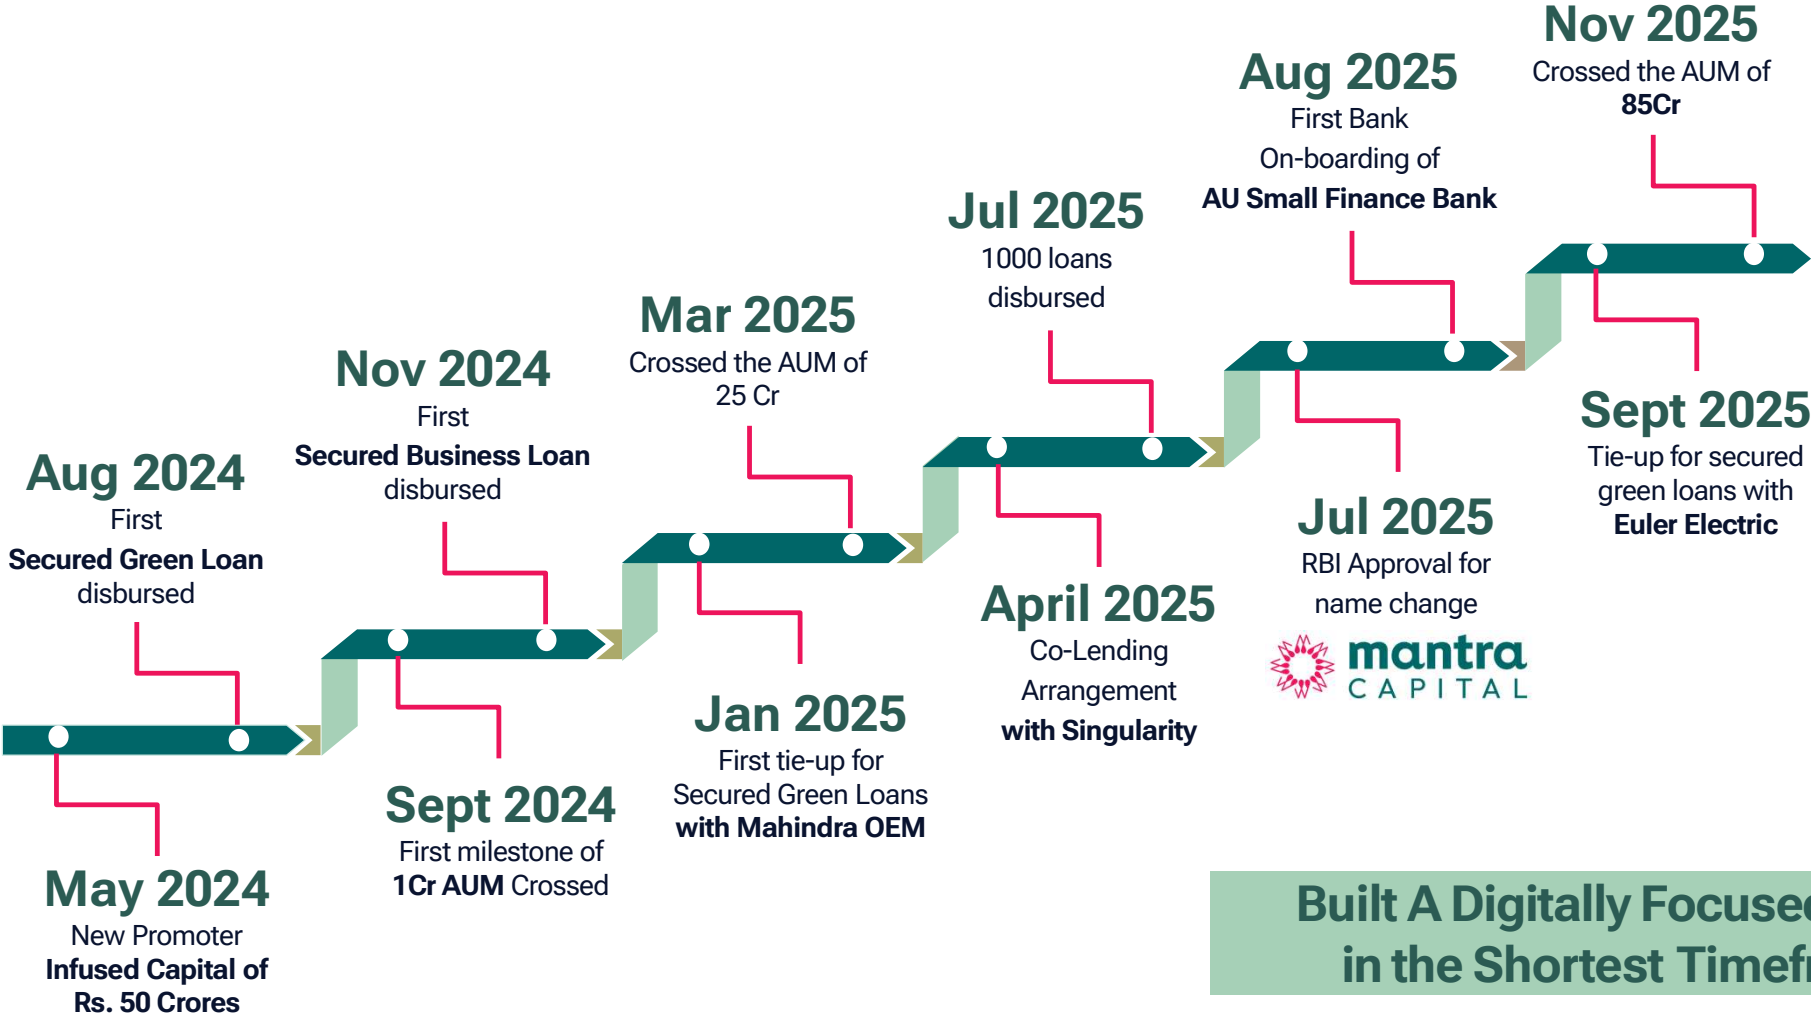 May 2024
New Promoter
Infused Capital of
Rs. 50 Crores
Aug 2024
First
Secured Green Loan
disbursed
Sept 2024
First milestone of
1Cr AUM Crossed
Nov 2024
First
Secured Business Loan
disbursed
Jan 2025
First tie-up for
Secured Green Loans
with Mahindra OEM
Mar 2025
Crossed the AUM of
25 Cr
April 2025
Co-Lending
Arrangement
with Singularity
Jul 2025
1000 loans
disbursed
Jul 2025
RBI Approval for
name change
mantra
CAPITAL
Aug 2025
First Bank
On-boarding of
AU Small Finance Bank
Sept 2025
Tie-up for secured
green loans with
Euler Electric
Nov 2025
Crossed the AUM of
85Cr
Built A Digitally
in the Shortest